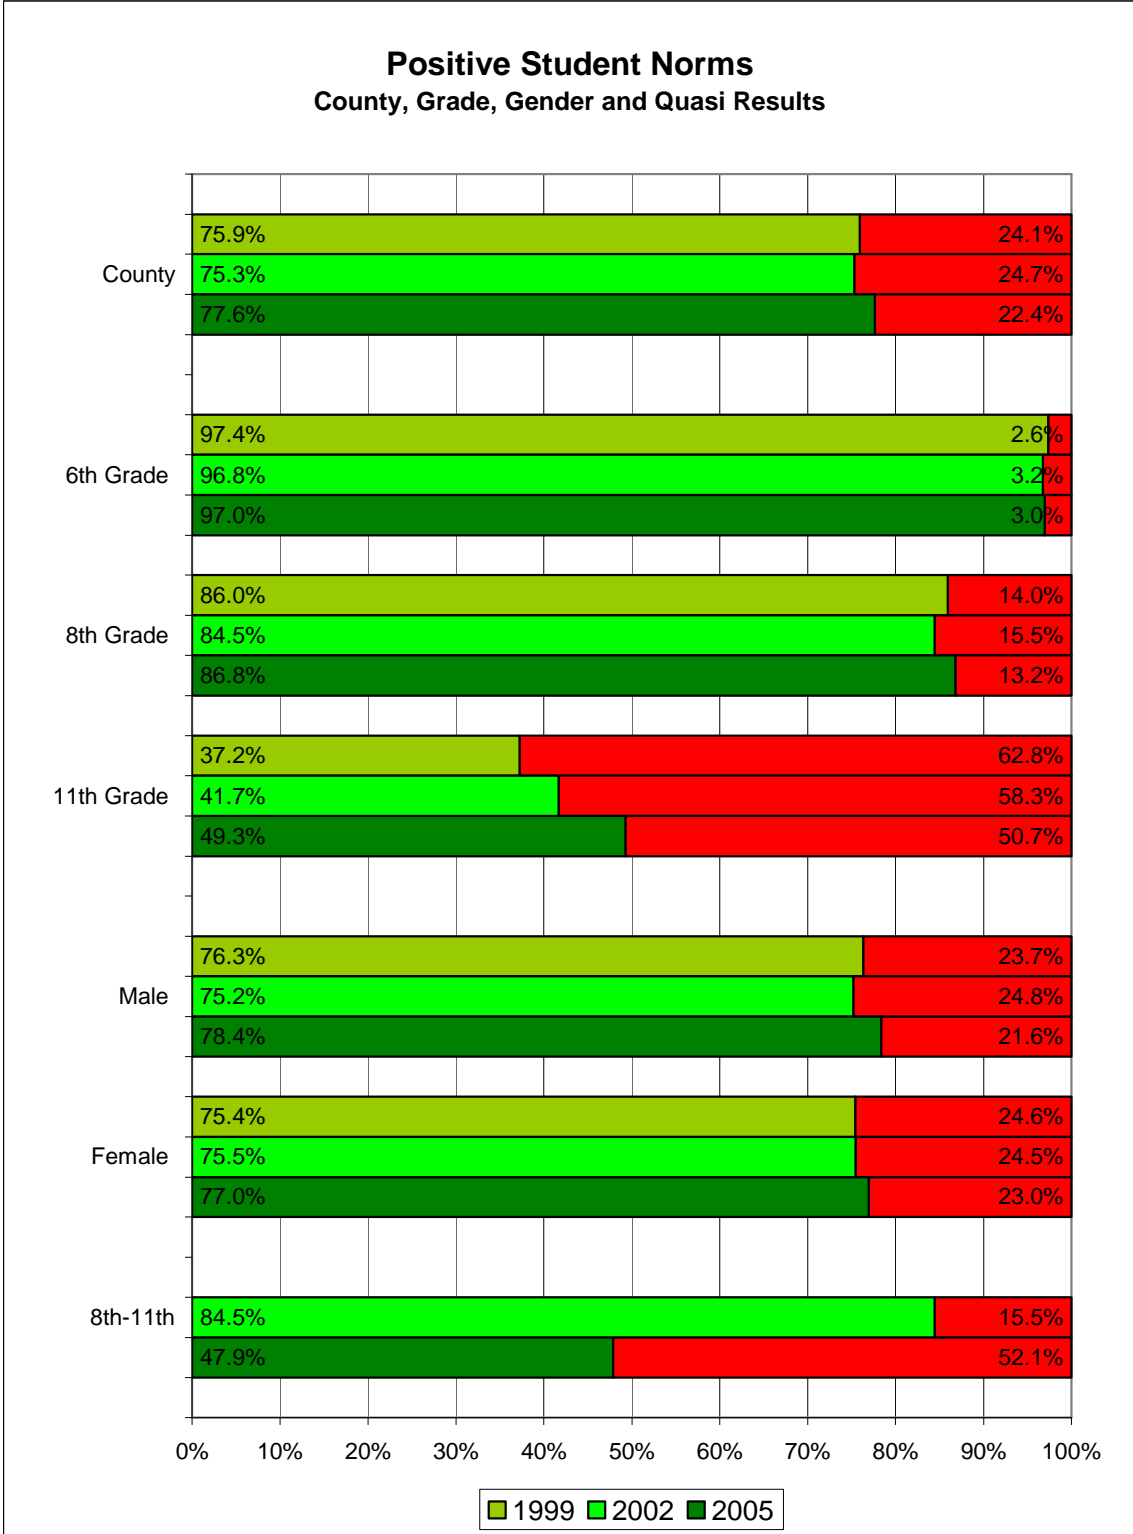 Positive Student Norms
County, Grade, Gender and Quasi Results
County
75.9% 24.1%
75.3% 24.7%
77.6% 22.4%
6th Grade
97.4% 2.6%
96.8% 3.2%
97.0% 3.0%
8th Grade
86.0% 14.0%
84.5% 15.5%
86.8% 13.2%
11th Grade
37.2% 62.8%
41.7% 58.3%
49.3% 50.7%
Male
76.3% 23.7%
75.2% 24.8%
78.4% 21.6%
Female
75.4% 24.6%
75.5% 24.5%
77.0% 23.0%
8th-11th
84.5% 15.5%
47.9% 52.1%
0% 10% 20% 30% 40% 50% 60% 70% 80% 90% 100%
1999 2002 2005